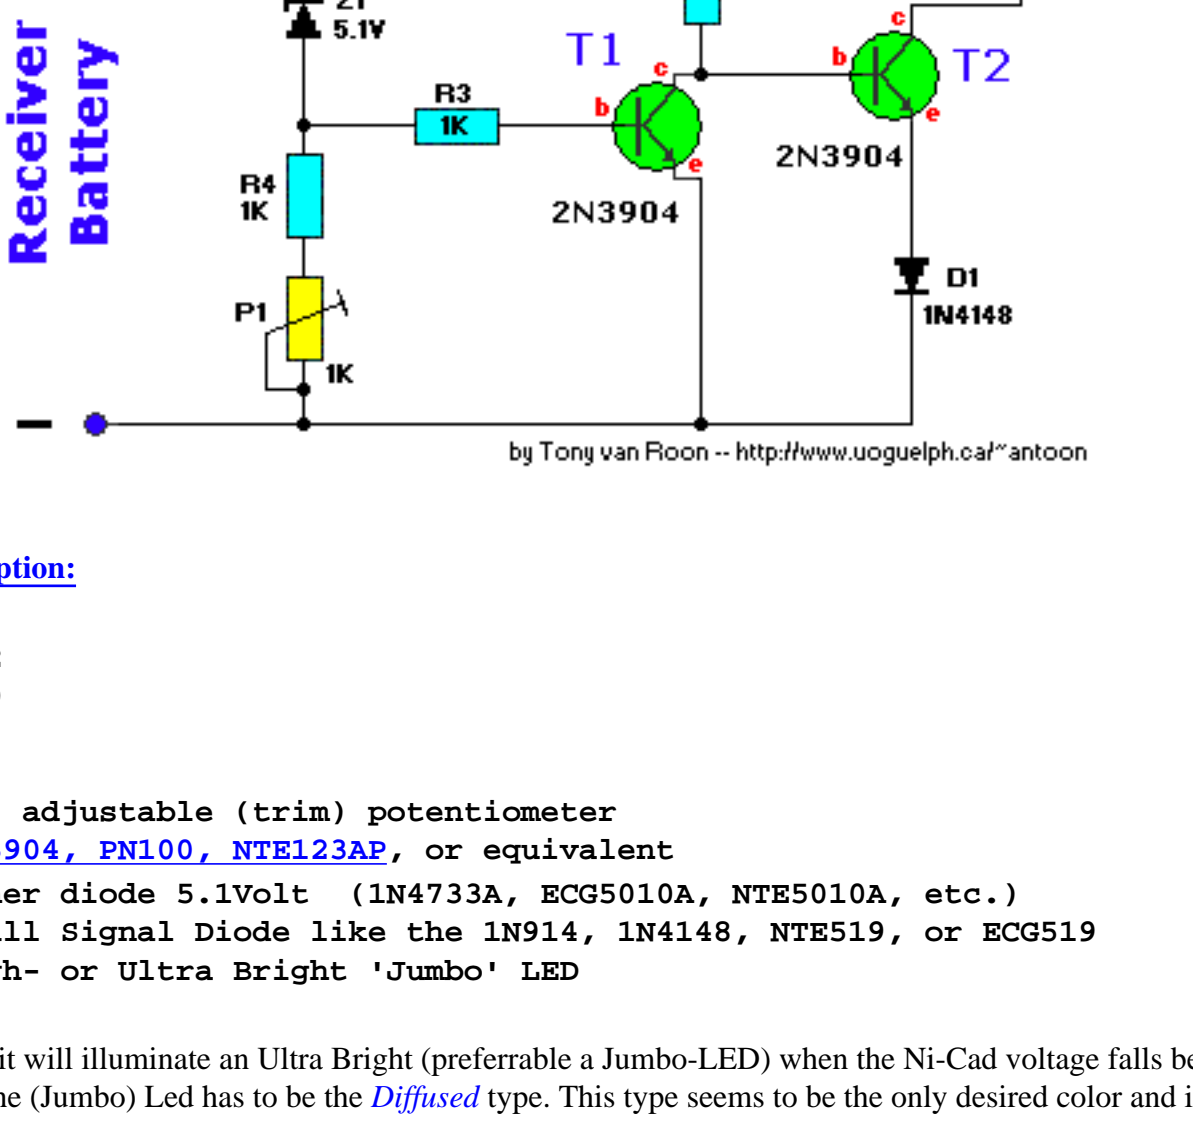 Receiver
Battery
5.1V
T1
c
c
b
T2
R3
1K
b
e
e
2N3904
R4
1K
2N3904
D1
P1
1N4148
1K
by Tony van Roon -- http://www.uoguelph.ca/~antoon
ption:
adjustable (trim) potentiometer
904, PN100, NTE123AP, or equivalent
er diode 5.1Volt (1N4733A, ECG5010A, NTE5010A, etc.)
ll Signal Diode like the 1N914, 1N4148, NTE519, or ECG519
h- or Ultra Bright 'Jumbo' LED
it will illuminate an Ultra Bright (preferrable a Jumbo-LED) when the Ni-Cad voltage falls be
ne (Jumbo) Led has to be the Diffused type. This type seems to be the only desired color and i